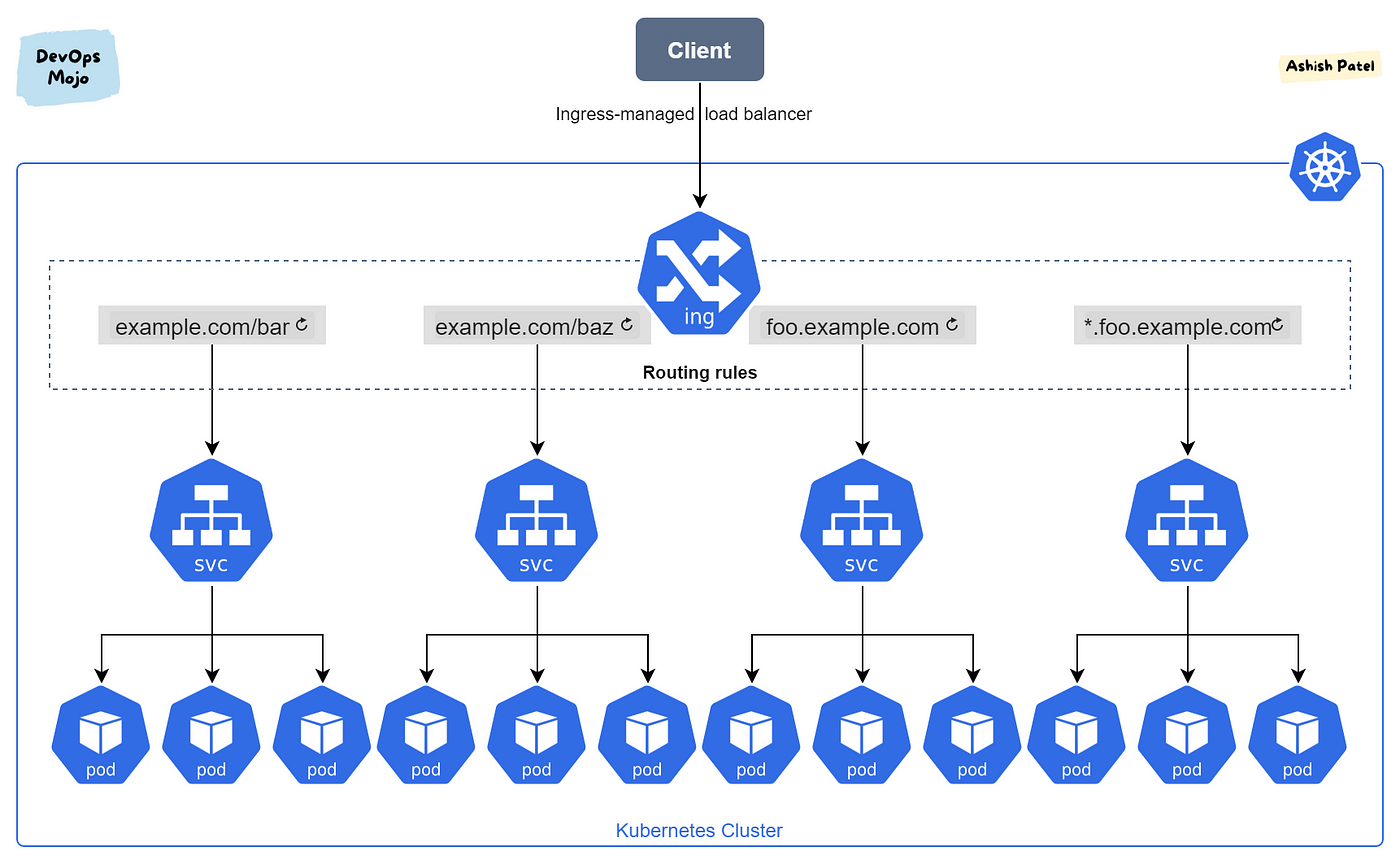 DevOps
Mojo
Client
Ashish Patel
Ingress-managed load balancer
ing
example.com/bar
example.com/baz
foo.example.com
*.foo.example.com
Routing rules
svc
svc
svc
svc
pod
pod
pod
pod
pod
pod
pod
pod
pod
pod
pod
pod
Kubernetes Cluster